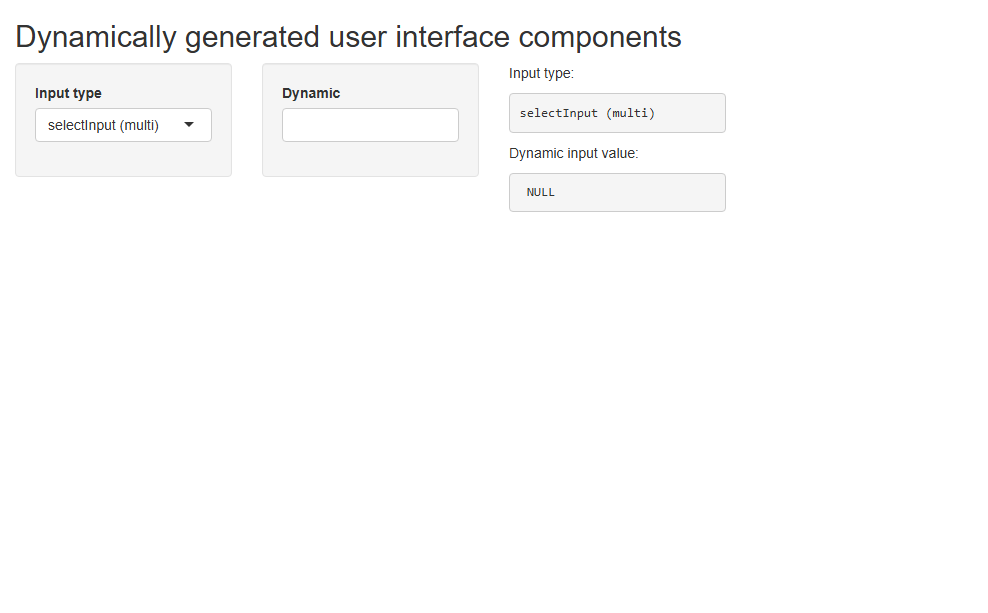 Dynamically generated user interface components
Input type
selectInput (multi)
Dynamic
Input type:
selectInput (multi)
Dynamic input value:
NULL